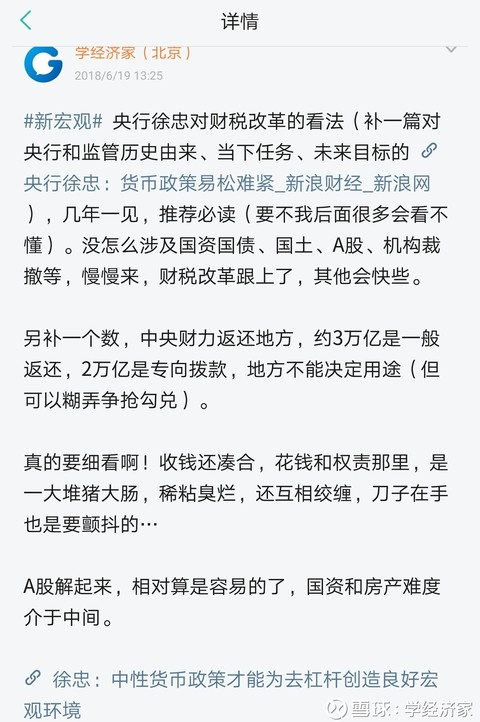 详情
学经济家（北京）
2018/6/19 13:25
#新宏观# 央行徐忠对财税改革的看法（补一篇对
央行和监管历史由来、当下任务、未来目标的
央行徐忠：货币政策易松难紧_新浪财经_新浪网
），几年一见，推荐必读（要不我后面很多会看不
懂）。没怎么涉及国资国债、国土、A股、机构裁
撤等，慢慢来，财税改革跟上了，其他会快些。
另补一个数，中央财力返还地方，约3万亿是一般
返还，2万亿是专向拨款，地方不能决定用途（但
可以糊弄争抢勾兑）。
真的要细看啊！收钱还凑合，花钱和权责那里，是
一大堆猪大肠，稀粘臭烂，还互相绞缠，刀子在手
也是要颤抖的…
A股解起来，相对算是容易的了，国资和房产难度
介于中间。
徐忠：中性货币政策才能为去杠杆创造良好宏
观环境
雪球：学经济家